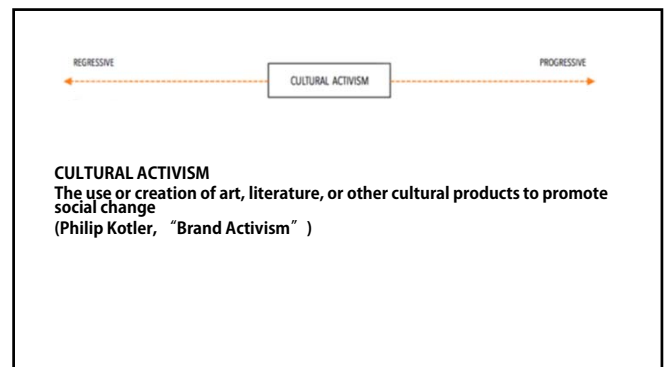 REGRESSIVE PROGRESSIVE
CULTURAL ACTIVISM
CULTURAL ACTIVISM
The use or creation of art, literature, or other cultural products to promote
social change
(Philip Kotler, “Brand Activism” )